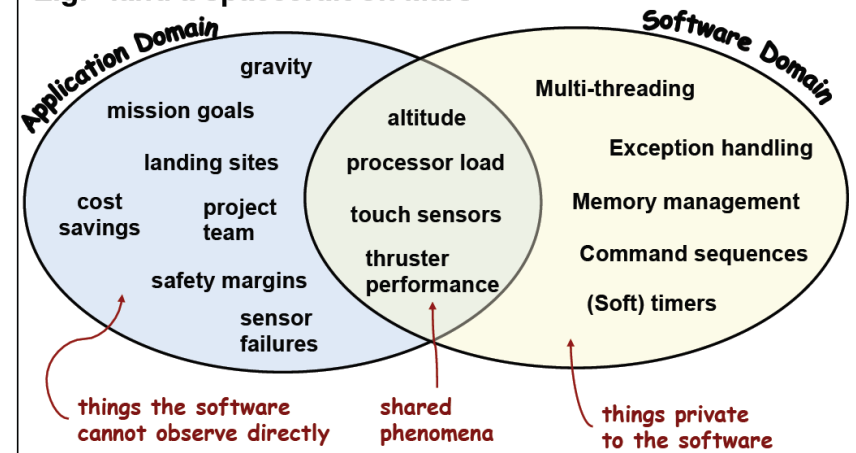 Application Domain
Software Domain
gravity
mission goals
landing sites
cost
savings
project
team
safety margins
sensor
failures
altitude
processor load
touch sensors
thruster
performance
Multi-threading
Exception handling
Memory management
Command sequences
(Soft) timers
things the software
cannot observe directly
shared
phenomena
things private
to the software